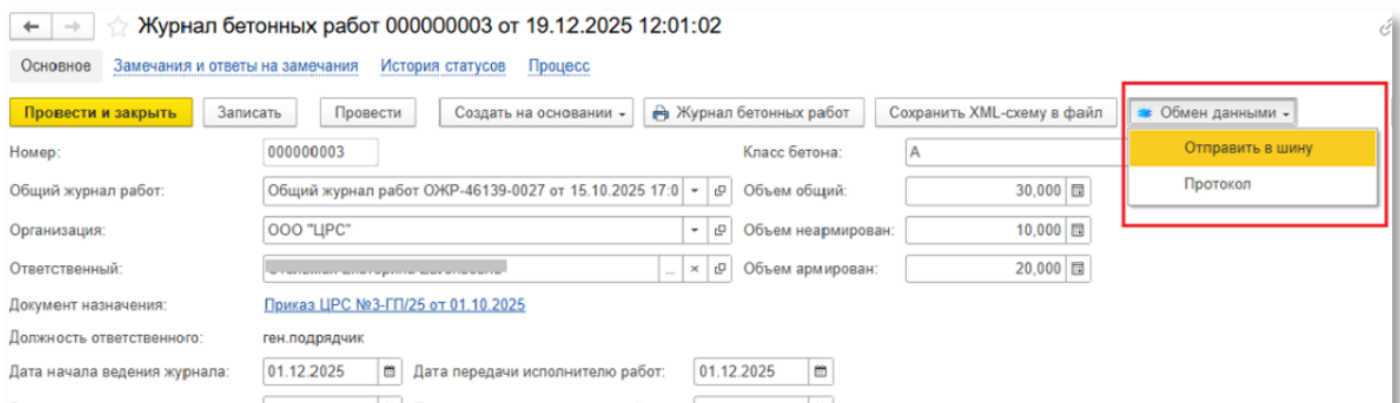 Журнал бетонных работ 000000003 от 19.12.2025 12:01:02
Основное Замечания и ответы на замечания История статусов Процесс
Провести и закрыть Записать Провести Создать на основании Журнал бетонных работ Сохранить XML-схему в файл Обмен данными
Отправить в шину
Протокол
Номер: 000000003 Класс бетона: А
Общий журнал работ: Общий журнал работ ОЖР-46139-0027 от 15.10.2025 17:0 Объем общий: 30,000
Организация: ООО "ЦРС" Объем неармирован: 10,000
Ответственный: Объем армирован: 20,000
Документ назначения: Приказ ЦРС №3-ГП/25 от 01.10.2025
Должность ответственного: ген.подрядчик
Дата начала ведения журнала: 01.12.2025 Дата передачи исполнителю работ: 01.12.2025